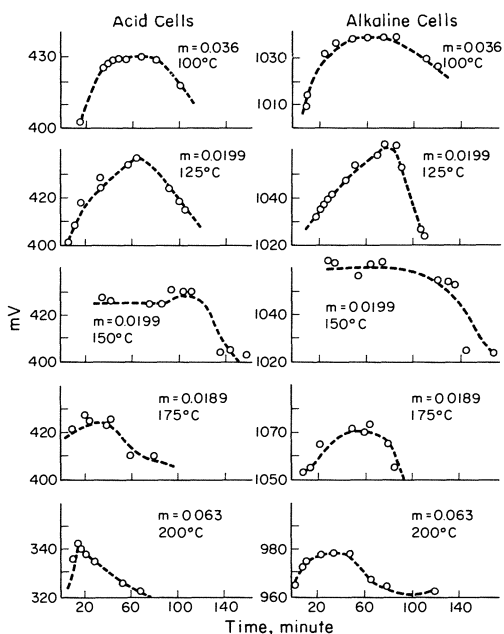 Acid Cells
Alkaline Cells
430
400
m=0.036
100°C
1030
1010
m=0.036
100°C
420
400
m=0.0199
125°C
1040
1020
m=0.0199
125°C
420
400
m=0.0199
150°C
1040
1020
m=0.0199
150°C
420
400
m=0.0189
175°C
1070
1050
m=0.0189
175°C
340
320
m=0.063
200°C
980
960
m=0.063
200°C
mV
20 60 100 140
20 60 100 140
Time, minute